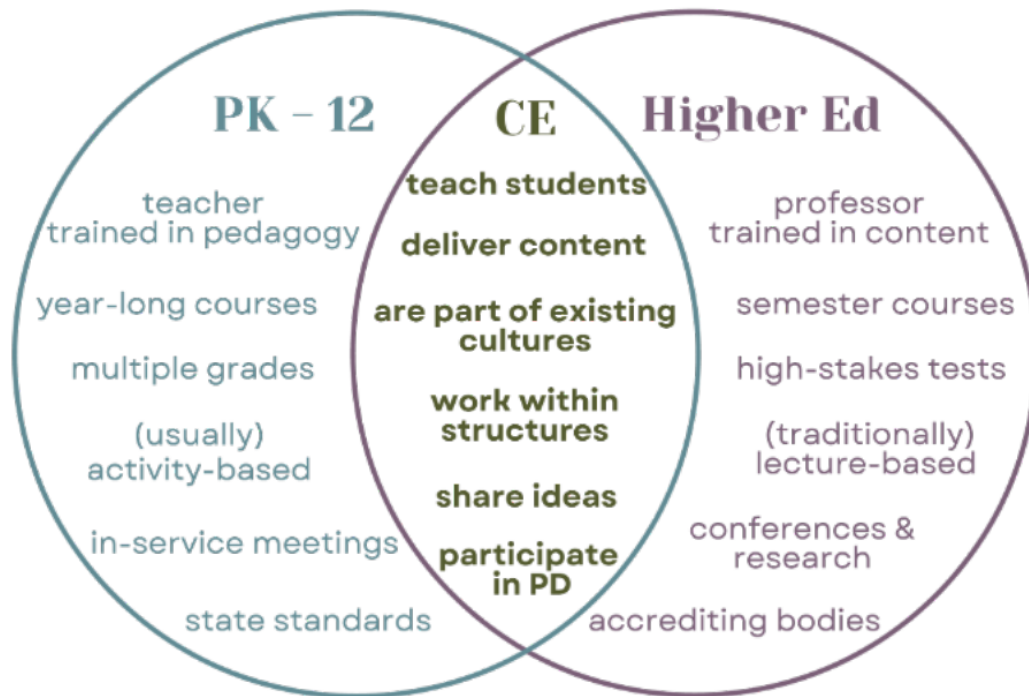 PK – 12
teacher
trained in pedagogy
year-long courses
multiple grades
(usually)
activity-based
in-service meetings
state standards
CE
teach students
deliver content
are part of existing
cultures
work within
structures
share ideas
participate
in PD
Higher Ed
professor
trained in content
semester courses
high-stakes tests
(traditionally)
lecture-based
conferences &
research
accrediting bodies